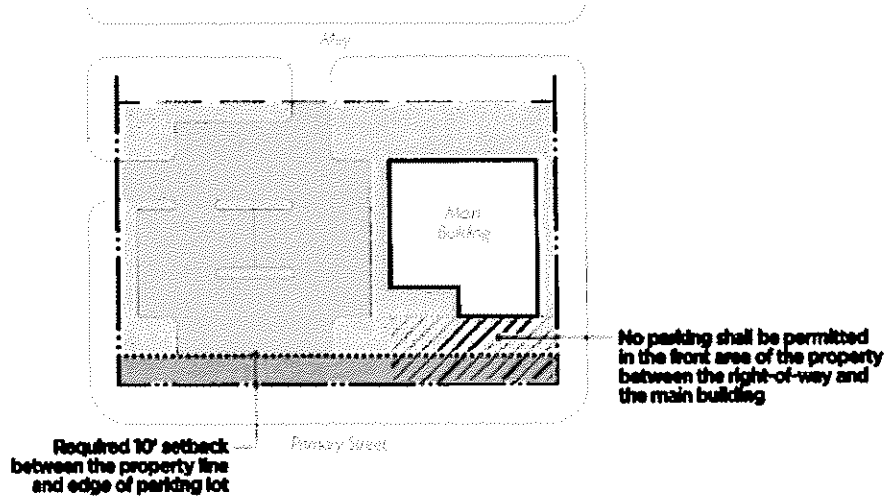 Alley
Main
Building
No parking shall be permitted
in the front area of the property
between the right-of-way and
the main building
Required 10' setback
between the property line
and edge of parking lot
Primary Street